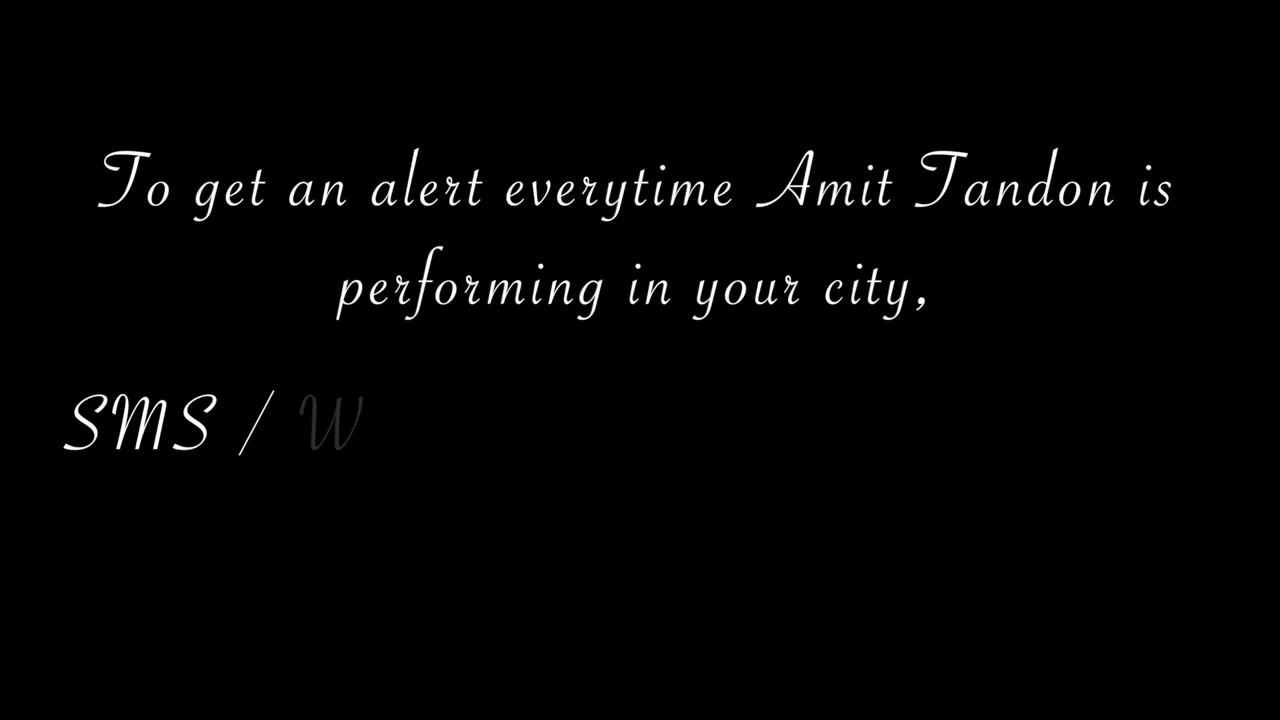 To get an alert everytime Amit Tandon is
performing in your city,
SMS / W